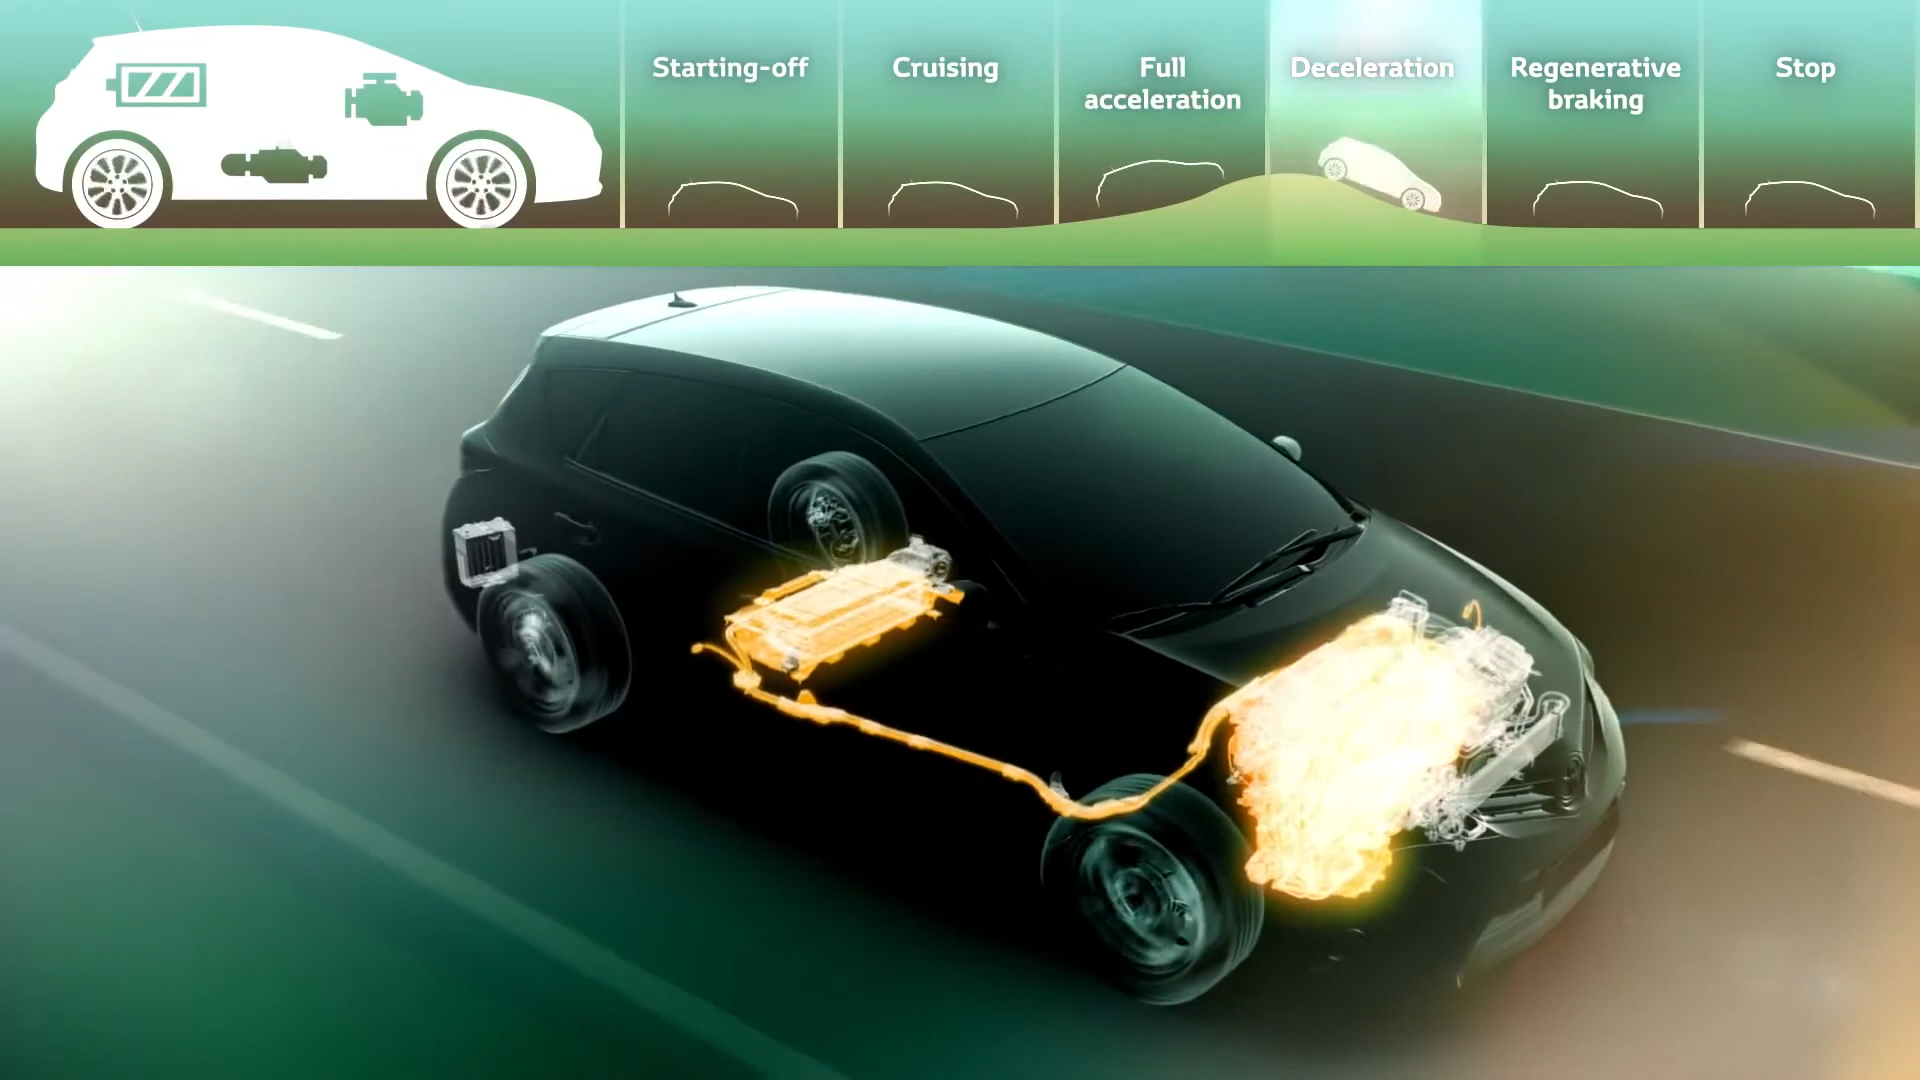 Starting-off
Cruising
Full
acceleration
Deceleration
Regenerative
braking
Stop